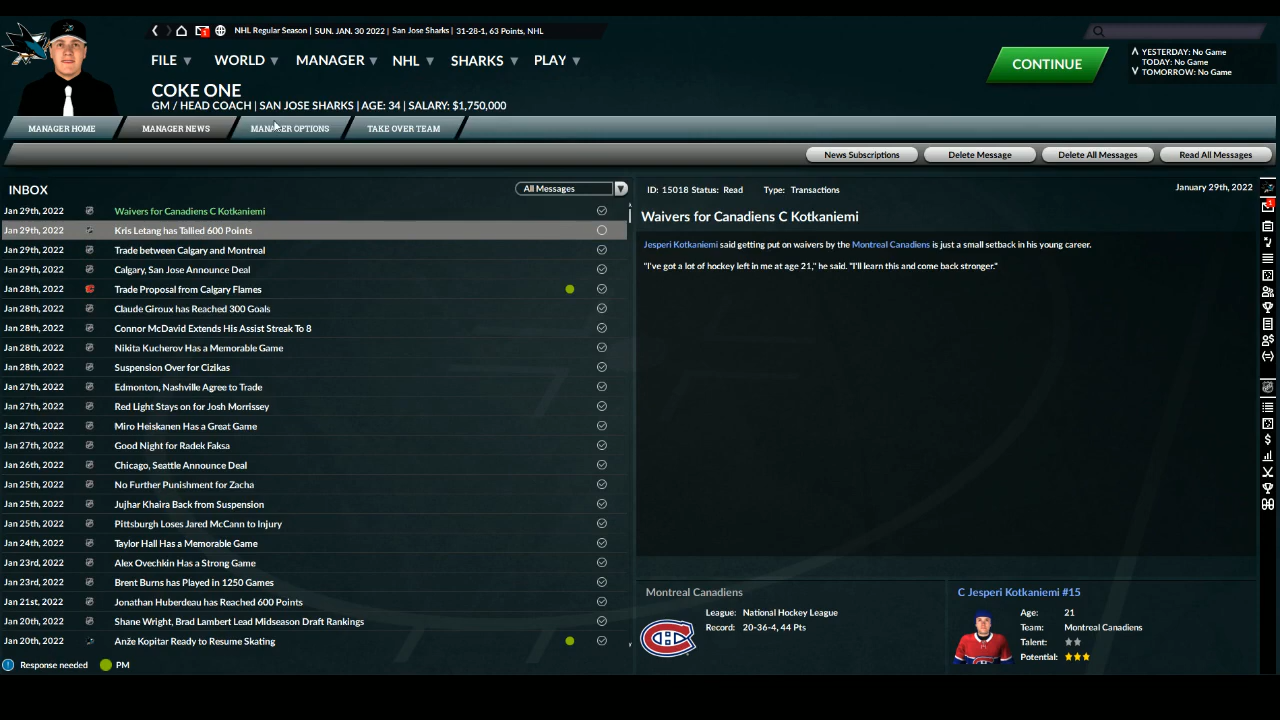 NHL Regular Season | SUN. JAN. 30 2022 | San Jose Sharks | 31-28-1, 63 Points, NHL
FILE WORLD MANAGER NHL SHARKS PLAY
CONTINUE
YESTERDAY: No Game
TODAY: No Game
TOMORROW: No Game
COKE ONE
GM / HEAD COACH | SAN JOSE SHARKS | AGE: 34 | SALARY: $1,750,000
MANAGER HOME MANAGER NEWS MANAGER OPTIONS TAKE OVER TEAM
News Subscriptions Delete Message Delete All Messages Read All Messages
INBOX All Messages
Jan 29th, 2022 Waivers for Canadiens C Kotkaniemi
Jan 29th, 2022 Kris Letang has Tallied 600 Points
Jan 29th, 2022 Trade between Calgary and Montreal
Jan 29th, 2022 Calgary, San Jose Announce Deal
Jan 28th, 2022 Trade Proposal from Calgary Flames
Jan 28th, 2022 Claude Giroux has Reached 300 Goals
Jan 28th, 2022 Connor McDavid Extends His Assist Streak To 8
Jan 28th, 2022 Nikita Kucherov Has a Memorable Game
Jan 28th, 2022 Suspension Over for Cizikas
Jan 27th, 2022 Edmonton, Nashville Agree to Trade
Jan 27th, 2022 Red Light Stays on for Josh Morrissey
Jan 27th, 2022 Miro Heiskanen Has a Great Game
Jan 27th, 2022 Good Night for Radek Faksa
Jan 26th, 2022 Chicago, Seattle Announce Deal
Jan 25th, 2022 No Further Punishment for Zacha
Jan 25th, 2022 Jujhar Khaira Back from Suspension
Jan 25th, 2022 Pittsburgh Loses Jared McCann to Injury
Jan 24th, 2022 Taylor Hall Has a Memorable Game
Jan 23rd, 2022 Alex Ovechkin Has a Strong Game
Jan 23rd, 2022 Brent Burns has Played in 1250 Games
Jan 21st, 2022 Jonathan Huberdeau has Reached 600 Points
Jan 20th, 2022 Shane Wright, Brad Lambert Lead Midseason Draft Rankings
Jan 20th, 2022 Anže Kopitar Ready to Resume Skating
Response needed PM
ID: 15018 Status: Read Type: Transactions January 29th, 2022
Waivers for Canadiens C Kotkaniemi
Jesperi Kotkaniemi said getting put on waivers by the Montreal Canadiens is just a small setback in his young career.
"I've got a lot of hockey left in me at age 21," he said. "I'll learn this and come back stronger."
Montreal Canadiens
League: National Hockey League
Record: 20-36-4, 44 Pts
C Jesperi Kotkaniemi #15
Age: 21
Team: Montreal Canadiens
Talent:
Potential: